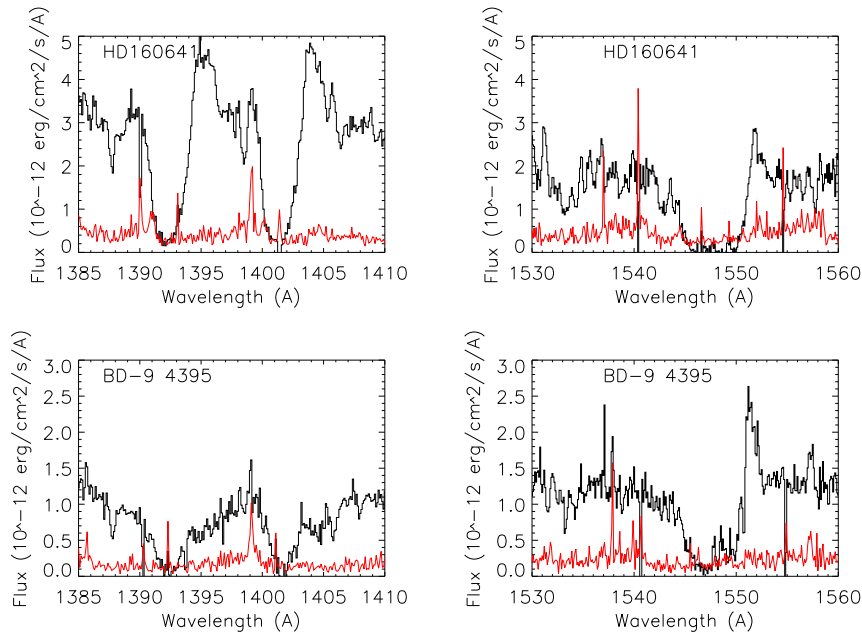 HD160641
5
4
3
2
1
0
Flux (10^-12 erg/cm^2/s/A)
1385 1390 1395 1400 1405 1410
Wavelength (A)
HD160641
5
4
3
2
1
0
Flux (10^-12 erg/cm^2/s/A)
1530 1540 1550 1560
Wavelength (A)
BD-9 4395
3.0
2.5
2.0
1.5
1.0
0.5
0.0
Flux (10^-12 erg/cm^2/s/A)
1385 1390 1395 1400 1405 1410
Wavelength (A)
BD-9 4395
3.0
2.5
2.0
1.5
1.0
0.5
0.0
Flux (10^-12 erg/cm^2/s/A)
1530 1540 1550 1560
Wavelength (A)